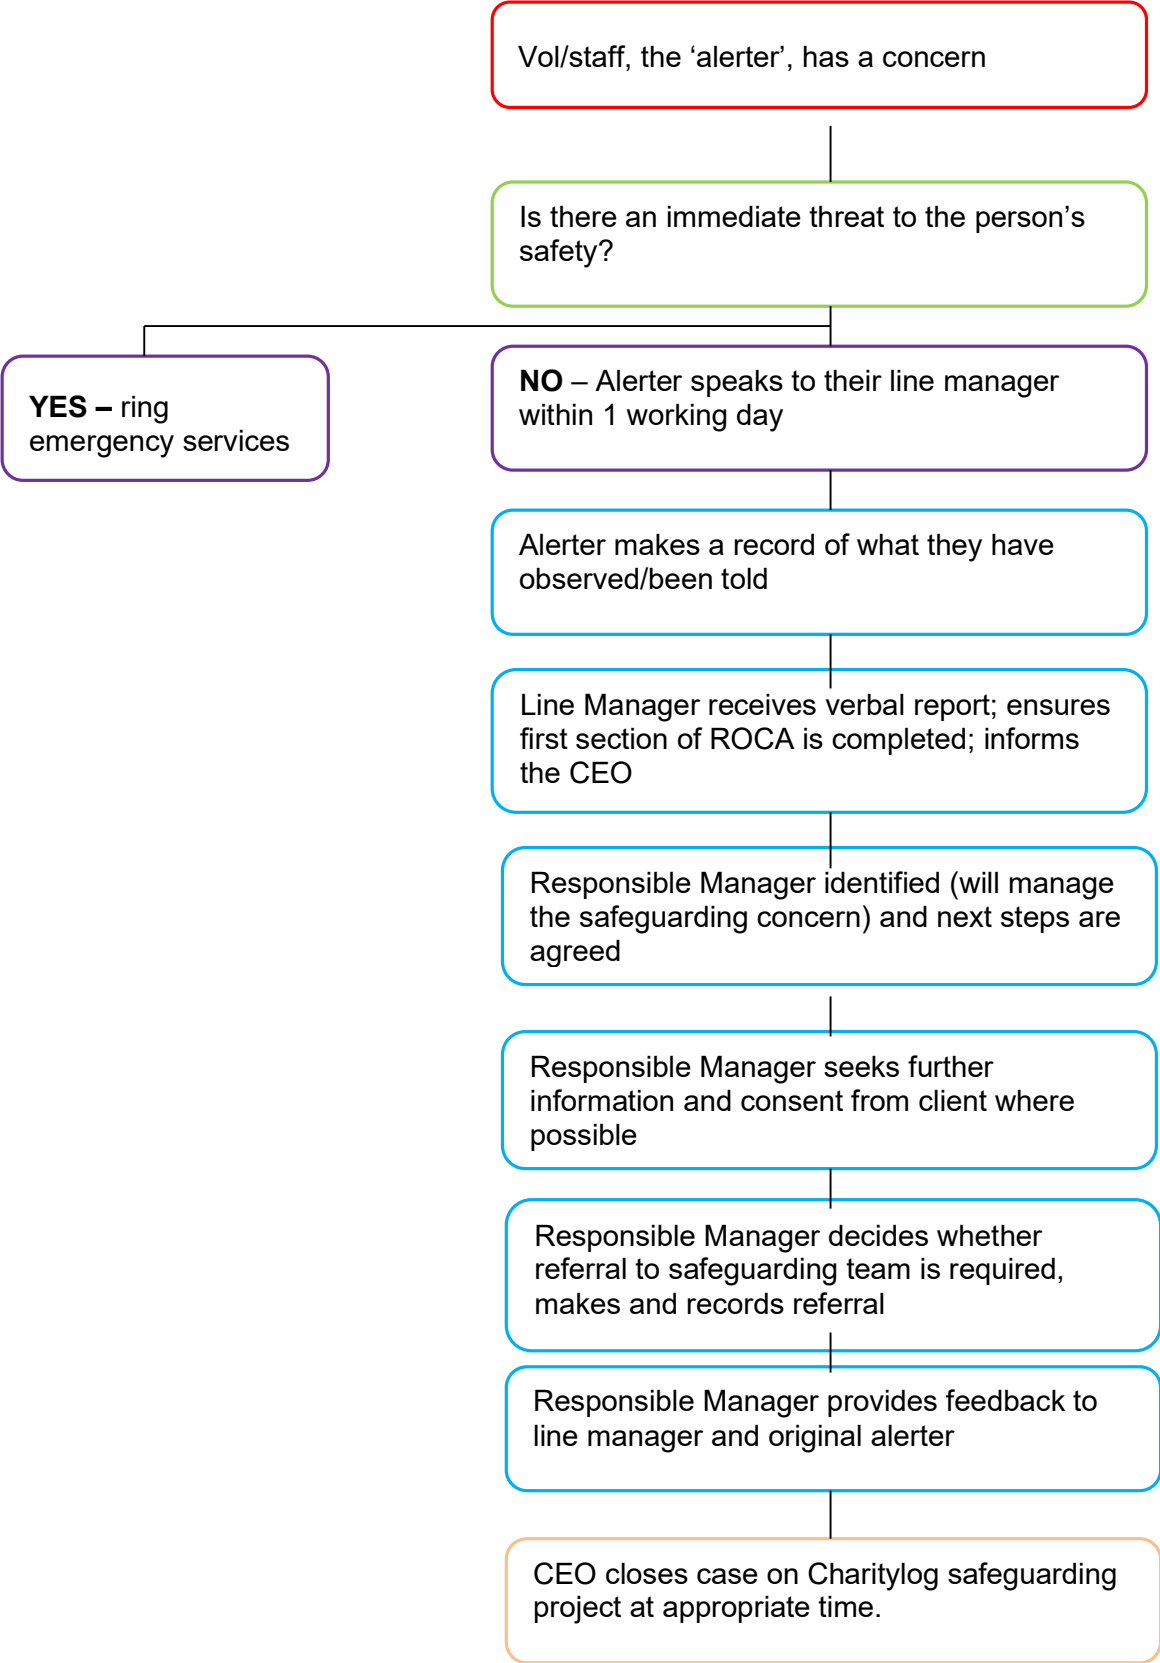 Vol/staff, the ‘alerter’, has a concern
Is there an immediate threat to the person’s
safety?
YES – ring
emergency services
NO – Alerter speaks to their line manager
within 1 working day
Alerter makes a record of what they have
observed/been told
Line Manager receives verbal report; ensures
first section of ROCA is completed; informs
the CEO
Responsible Manager identified (will manage
the safeguarding concern) and next steps are
agreed
Responsible Manager seeks further
information and consent from client where
possible
Responsible Manager decides whether
referral to safeguarding team is required,
makes and records referral
Responsible Manager provides feedback to
line manager and original alerter
CEO closes case on Charitylog safeguarding
project at appropriate time.